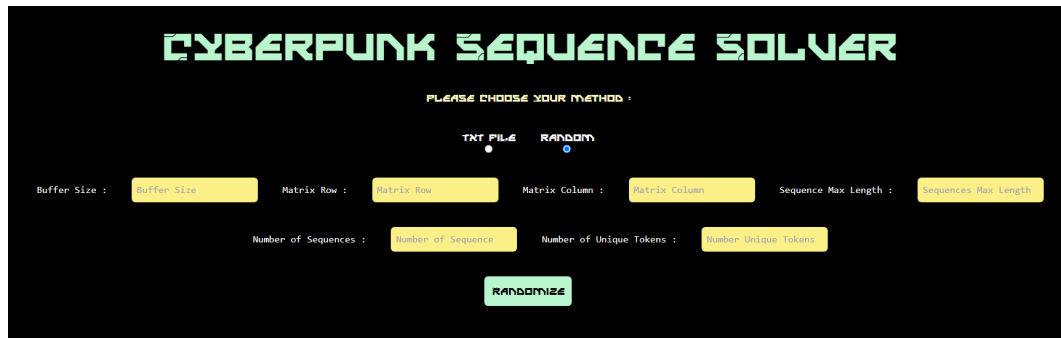 CYBERPUNK SEQUENCE SOLVER
PLEASE CHOOSE YOUR METHOD :
TXT FILE RANDOM
Buffer Size : Buffer Size Matrix Row : Matrix Row Matrix Column : Matrix Column Sequence Max Length : Sequences Max Length
Number of Sequences : Number of Sequence Number of Unique Tokens : Number Unique Tokens
RANDOMIZE